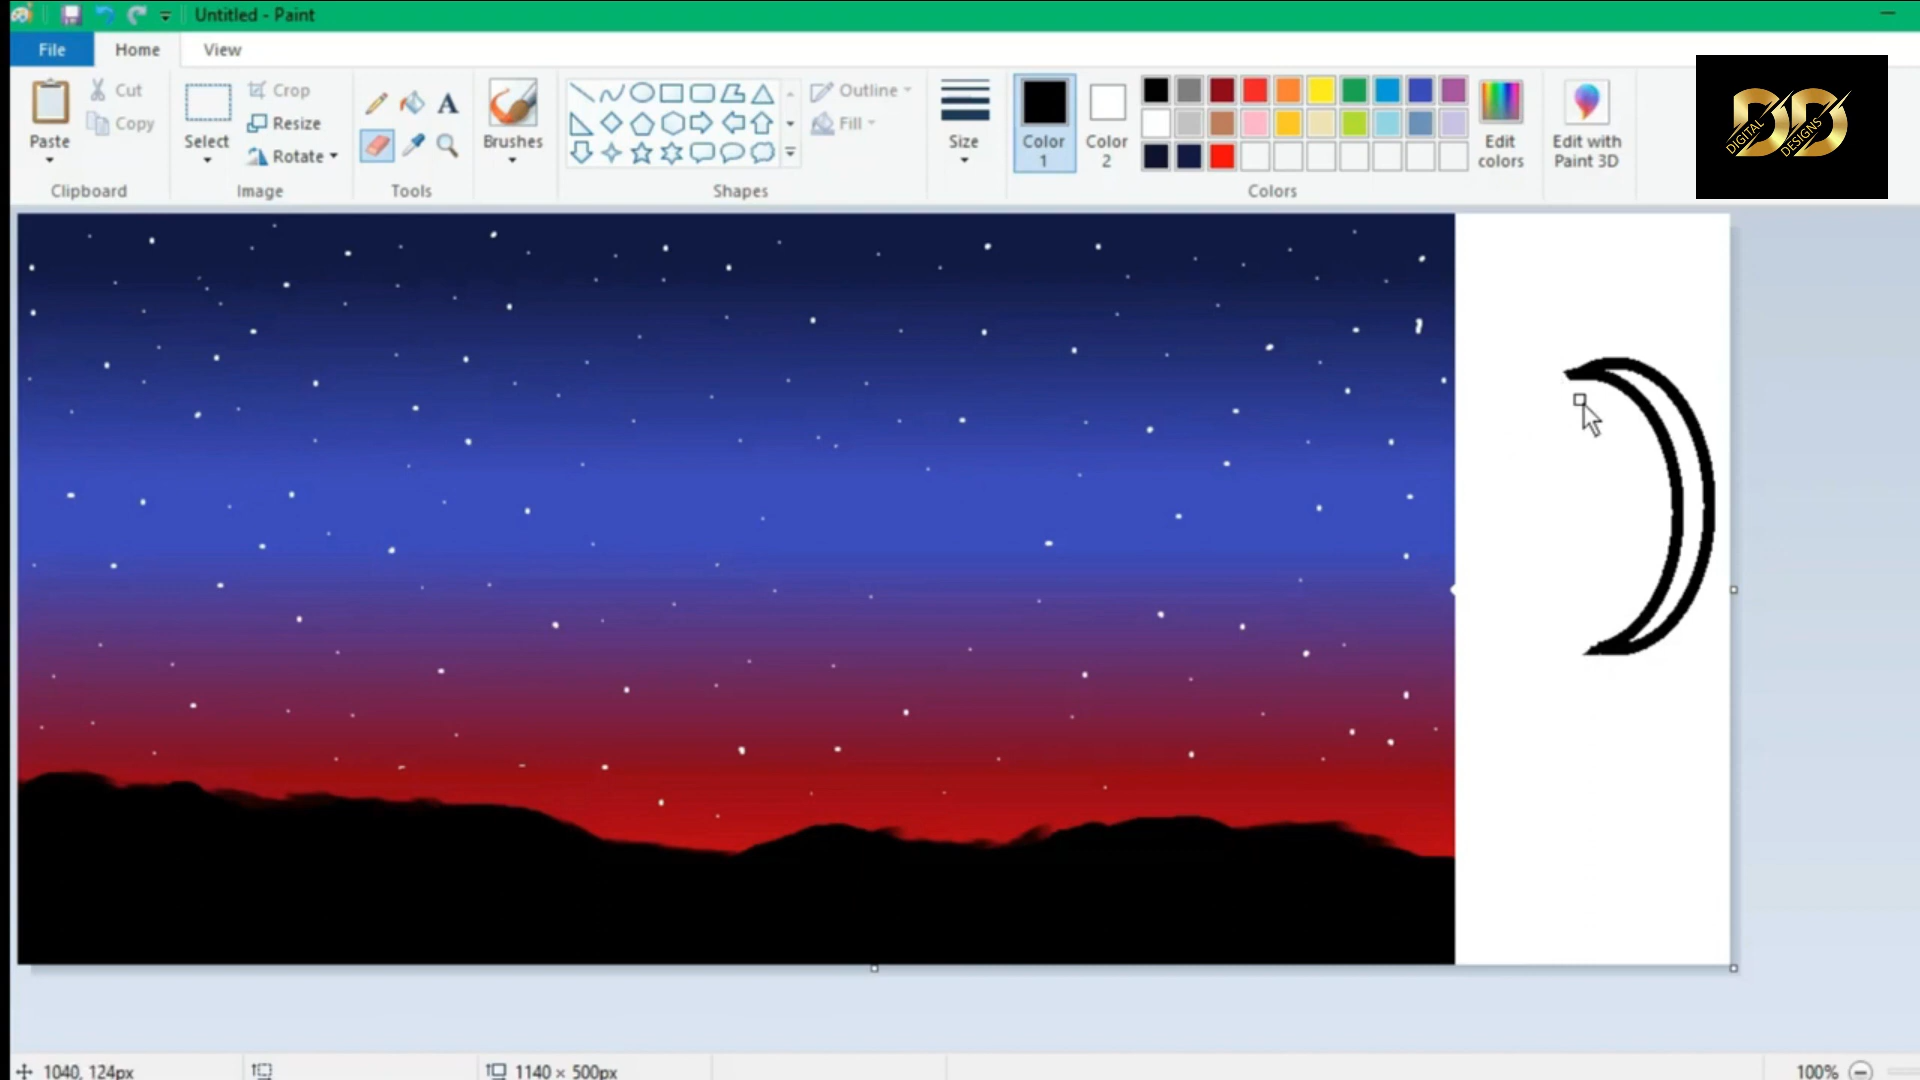 Untitled - Paint
File Home View
Paste
Cut
Copy
Clipboard
Select
Crop
Resize
Rotate
Image
A
Tools
Brushes
Shapes
Outline
Fill
Size
Color 1
Color 2
Colors
Edit colors
Edit with Paint 3D
DD
DIGITAL
DESIGNS
1040, 124px
1140 × 500px
100%